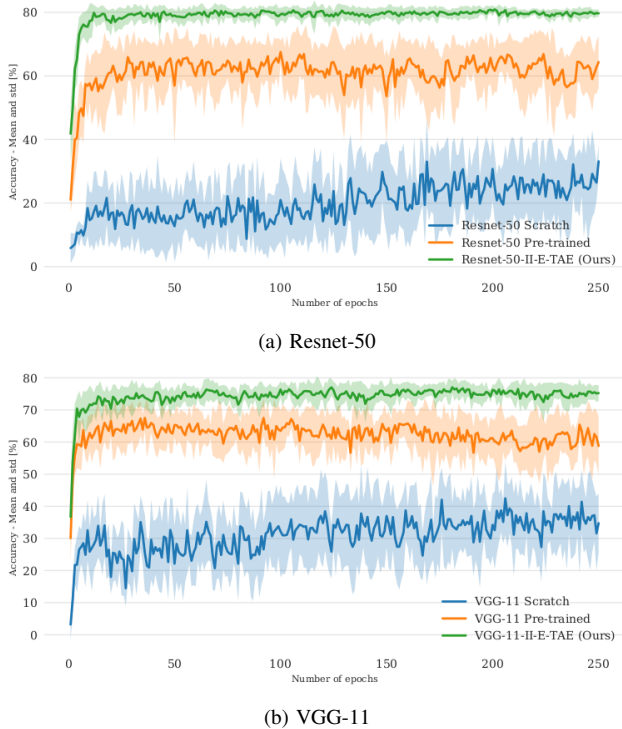 80
60
40
20
0
Accuracy - Mean and std [%]
Resnet-50 Scratch
Resnet-50 Pre-trained
Resnet-50-II-E-TAE (Ours)
0 50 100 150 200 250
Number of epochs
(a) Resnet-50
80
70
60
50
40
30
20
10
0
Accuracy - Mean and std [%]
VGG-11 Scratch
VGG-11 Pre-trained
VGG-11-II-E-TAE (Ours)
0 50 100 150 200 250
Number of epochs
(b) VGG-11